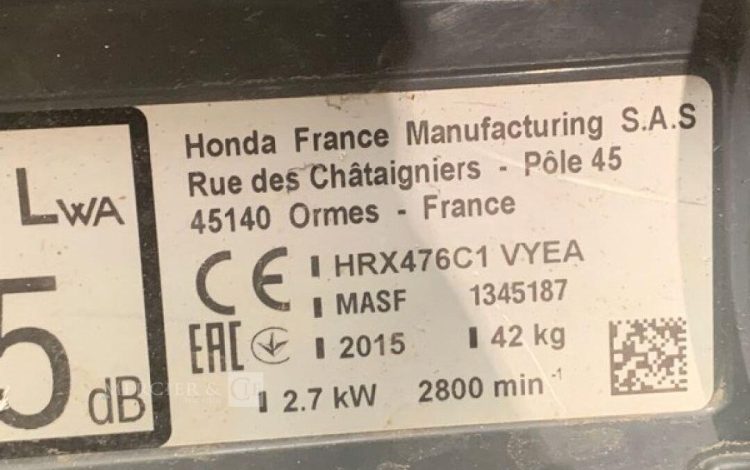 LWA
5
dB
Honda France Manufacturing S.A.S
Rue des Châtaigniers - Pôle 45
45140 Ormes - France
CE HRX476C1 VYEA
MASF 1345187
EAC 2015 42 kg
2.7 kW 2800 min -1